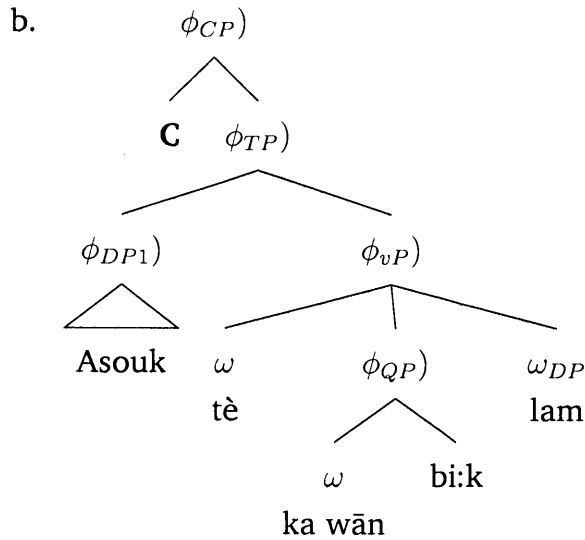 b.
ϕCP)
C ϕTP)
ϕDP1) ϕvP)
Asouk ω ϕQP) ωDP
tè lam
ω bi:k
ka wān